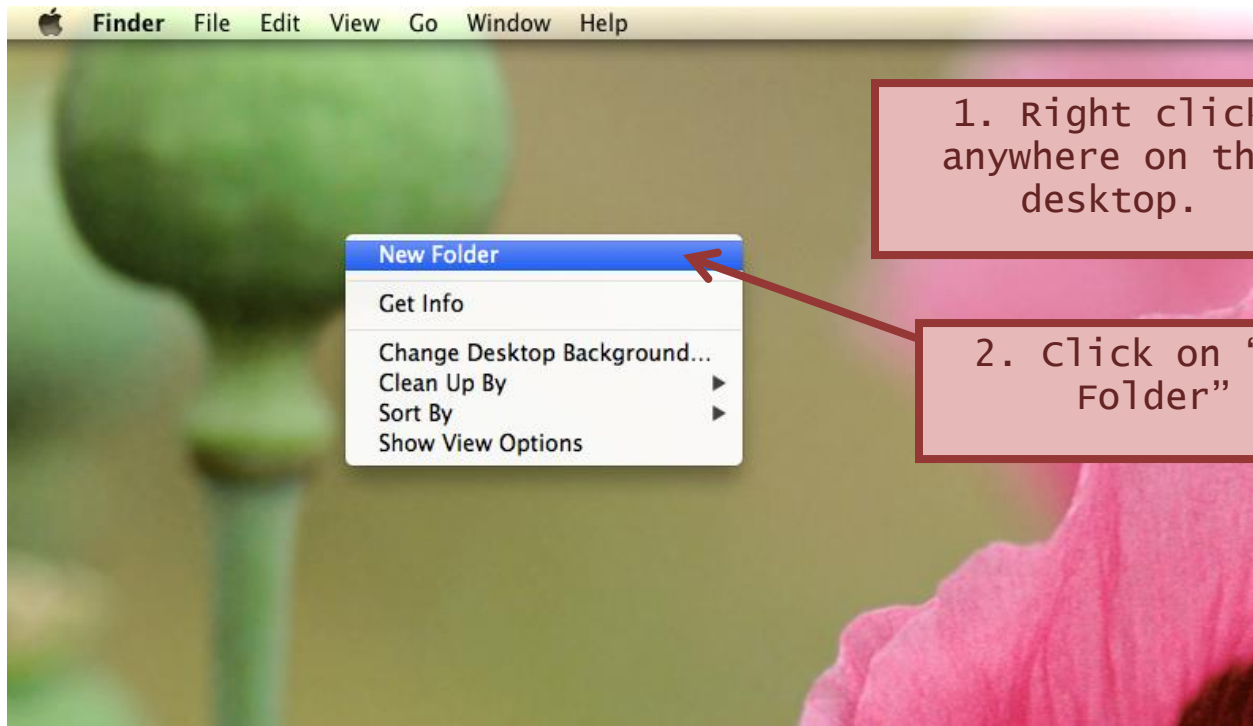 Finder File Edit View Go Window Help
1. Right click
anywhere on th
desktop.
New Folder
Get Info
Change Desktop Background...
Clean Up By
Sort By
Show View Options
2. Click on “
Folder”